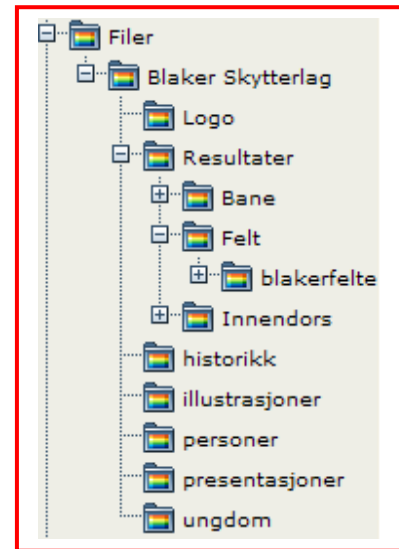 Filer
Blaker Skytterlag
Logo
Resultater
Bane
Felt
blakerfelte
Innendors
historikk
illustrasjoner
personer
presentasjoner
ungdom